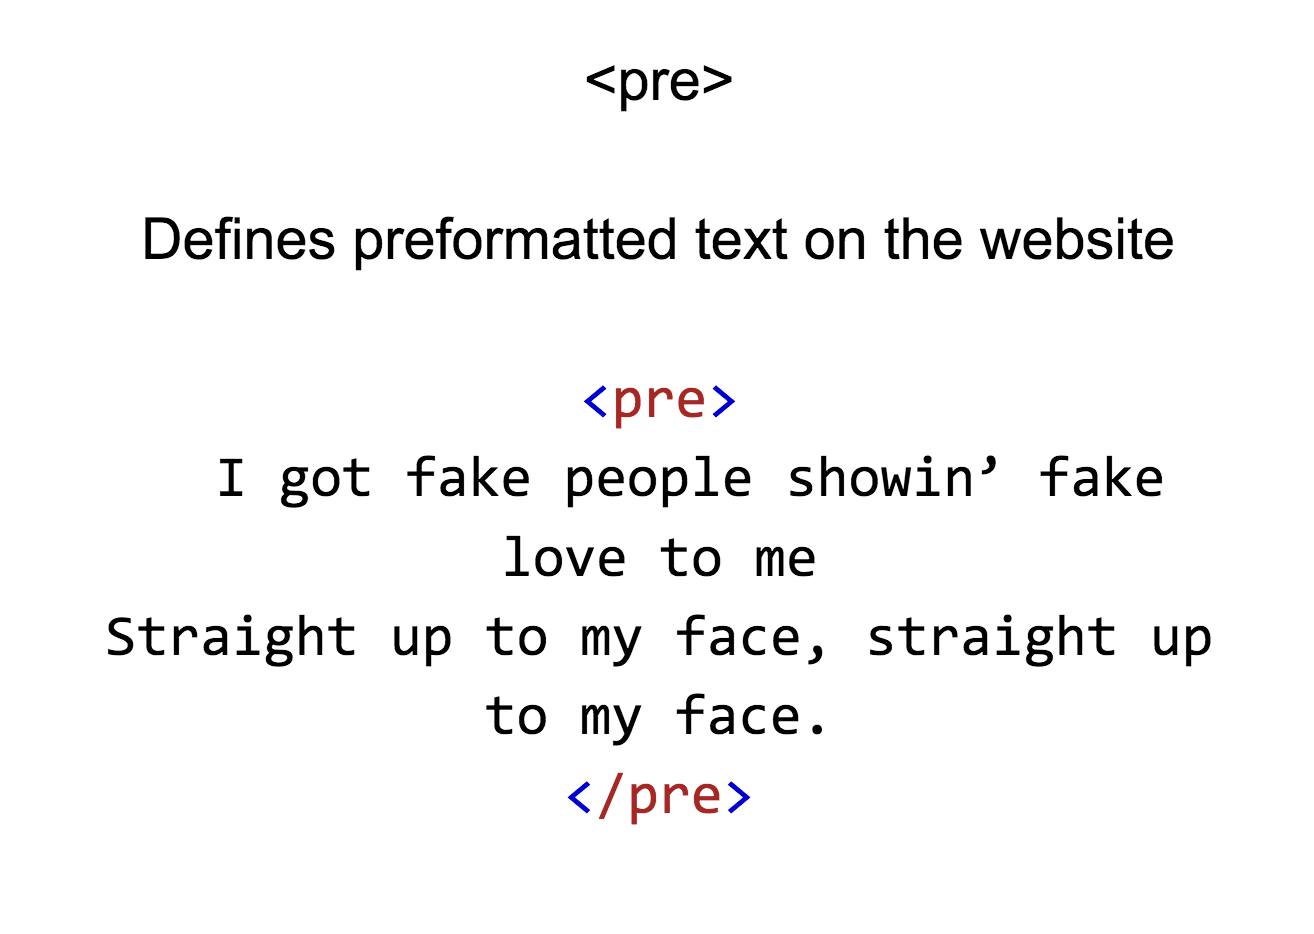 <pre>
Defines preformatted text on the website
<pre>
I got fake people showin’ fake
love to me
Straight up to my face, straight up
to my face.
</pre>